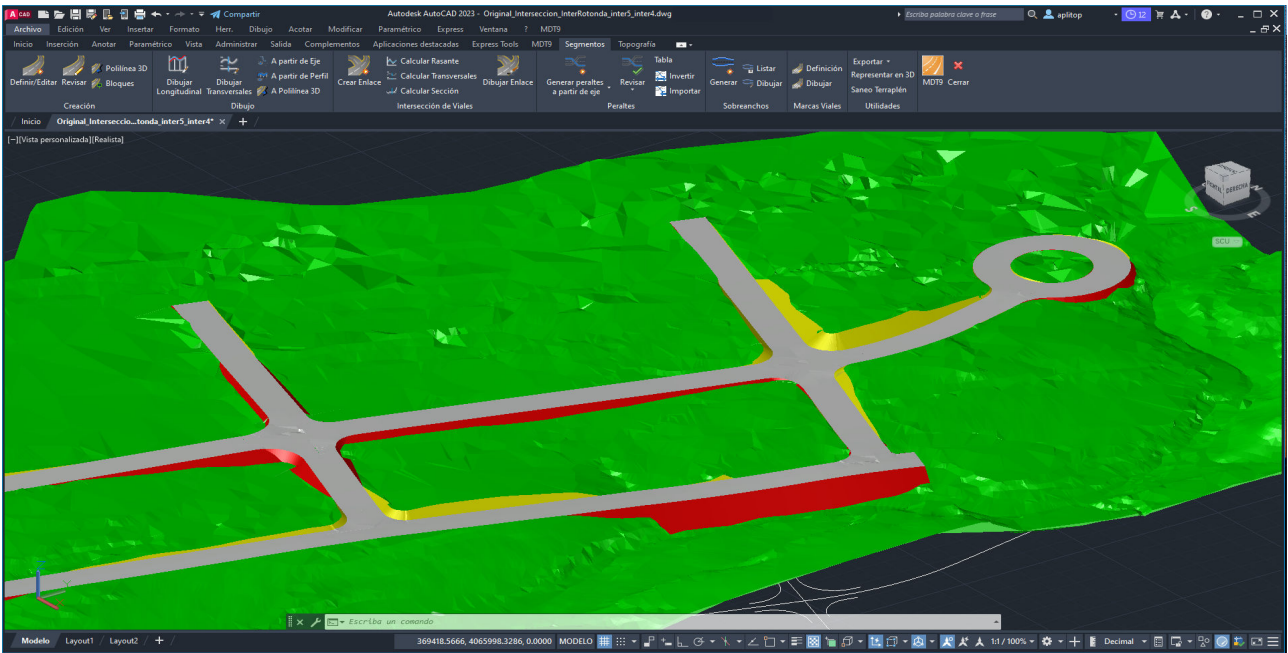 CAD Compartir Autodesk AutoCAD 2023 - Original_Interseccion_InterRotonda_inter5_inter4.dwg Escriba palabra clave o frase aplitop 12
Archivo Edición Ver Insertar Formato Herr. Dibujo Acotar Modificar Paramétrico Express Ventana ? MDT9
Inicio Inserción Anotar Paramétrico Vista Administrar Salida Complementos Aplicaciones destacadas Express Tools MDT9 Segmentos Topografía
Definir/Editar Revisar Polilínea 3D Bloques
Creación
Dibujar Longitudinal Dibujar Transversales A partir de Eje A partir de Perfil A Polilínea 3D
Dibujo
Crear Enlace Calcular Rasante Calcular Transversales Calcular Sección Dibujar Enlace
Intersección de Viales
Generar peraltes a partir de eje Revisar Tabla Invertir Importar
Peraltes
Generar Listar Dibujar
Sobreanchos
Definición Dibujar
Marcas Viales
Exportar Representar en 3D Saneo Terraplén
Utilidades
MDT9 Cerrar
Inicio Original_Interseccio...tonda_inter5_inter4*
[−][Vista personalizada][Realista]
DERECHA
SCU
Escriba un comando
Modelo Layout1 Layout2 369418.5666, 4065998.3286, 0.0000 MODELO 1:1 / 100% Decimal